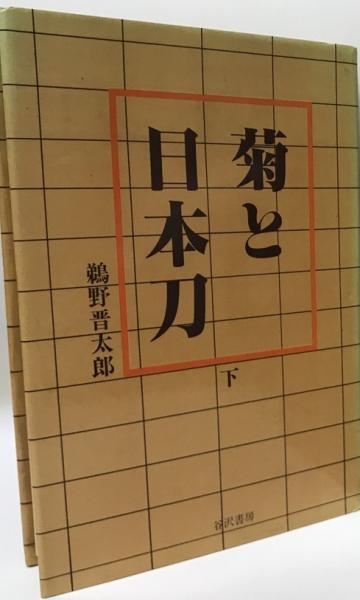 菊と
日本刀
鵜野晋太郎
下
谷沢書房